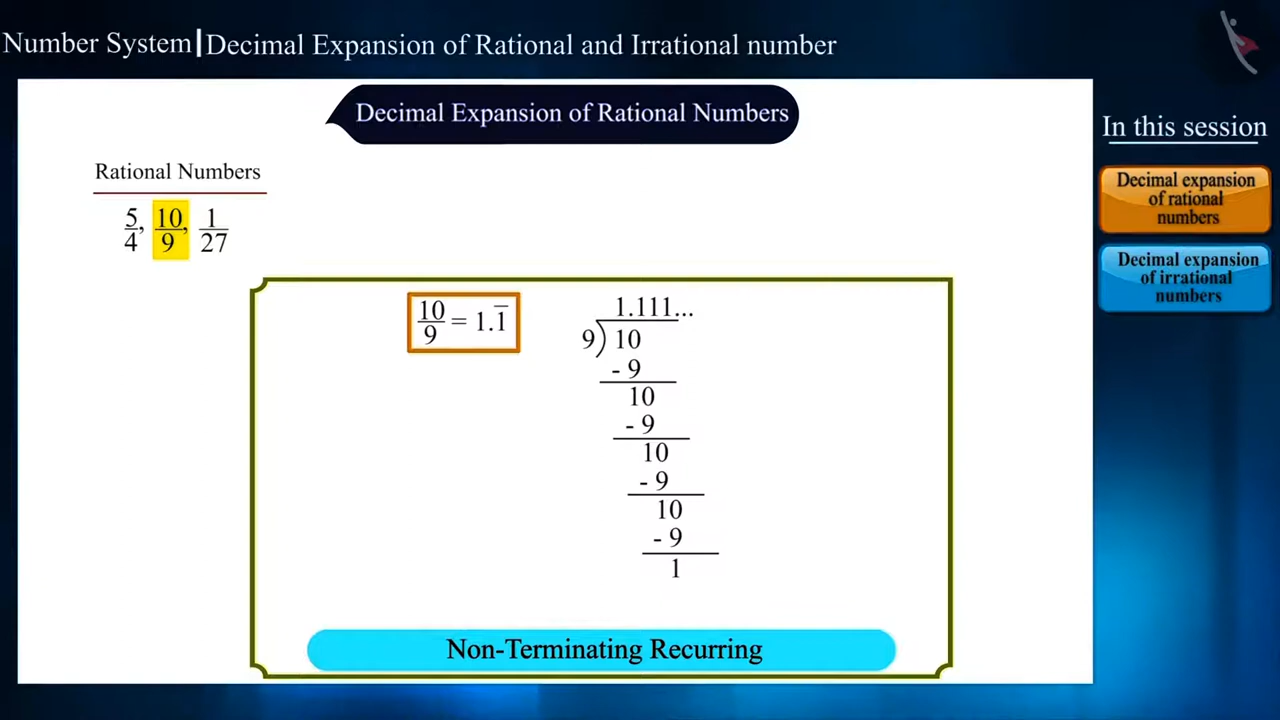 Number System|Decimal Expansion of Rational and Irrational number
Decimal Expansion of Rational Numbers
In this session
Decimal expansion
of rational
numbers
Decimal expansion
of irrational
numbers
Rational Numbers
5/4, 10/9, 1/27
10/9 = 1.1̅
1.111...
9)10
- 9
10
- 9
10
- 9
10
- 9
1
Non-Terminating Recurring